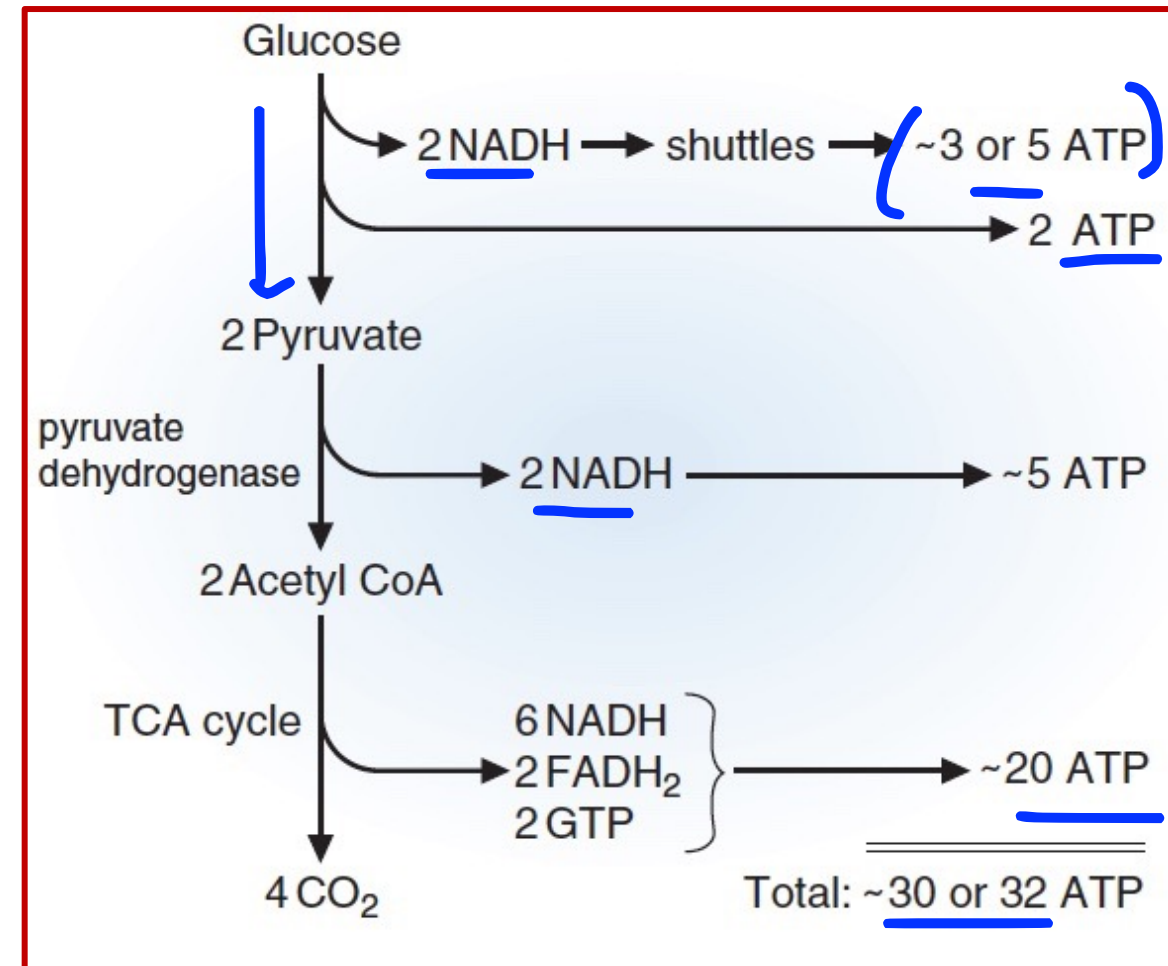 Glucose
2 NADH shuttles ~3 or 5 ATP
2 ATP
2 Pyruvate
pyruvate
dehydrogenase
2 NADH ~5 ATP
2 Acetyl CoA
TCA cycle
6 NADH
2 FADH₂
2 GTP
~20 ATP
4 CO₂
Total: ~30 or 32 ATP